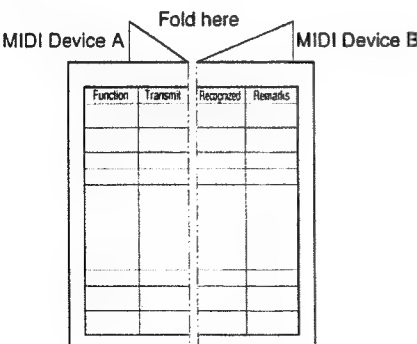 Fold here
MIDI Device A MIDI Device B
Function Transmit Recognized Remarks